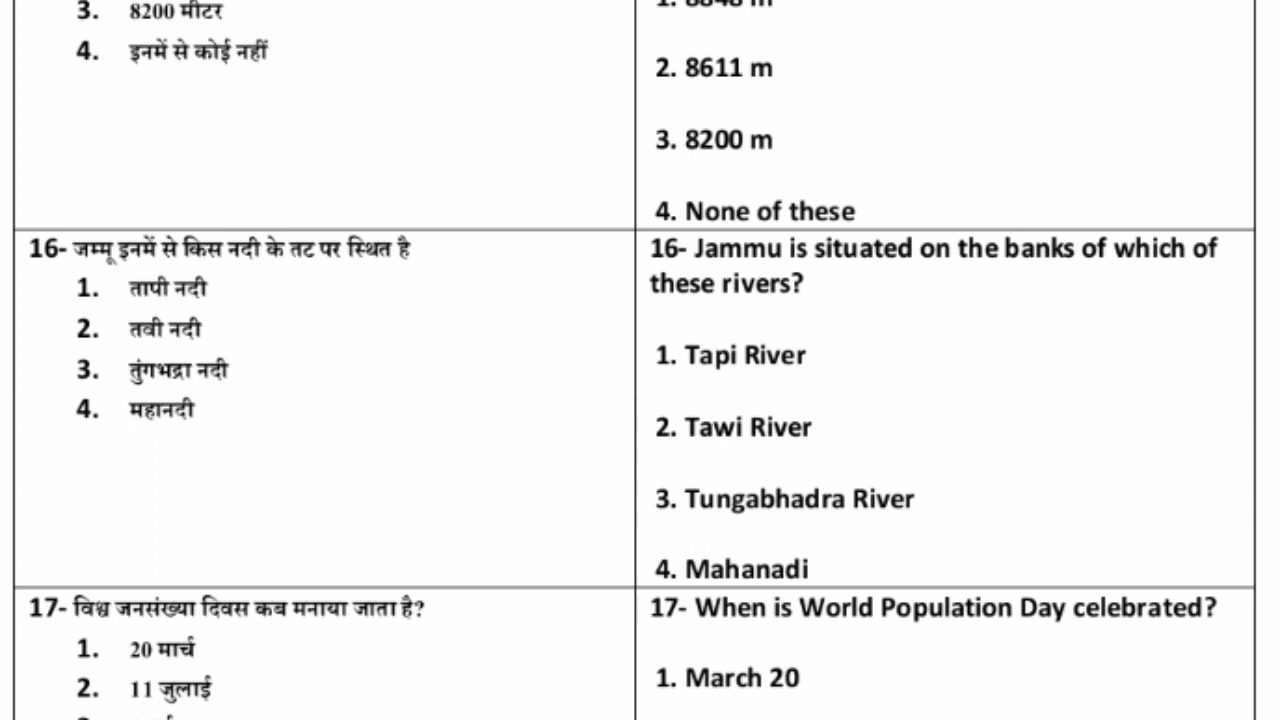 3. 8200 मीटर
4. इनमें से कोई नहीं
1. 8848 m
2. 8611 m
3. 8200 m
4. None of these
16- जम्मू इनमें से किस नदी के तट पर स्थित है
1. तापी नदी
2. तवी नदी
3. तुंगभद्रा नदी
4. महानदी
16- Jammu is situated on the banks of which of
these rivers?
1. Tapi River
2. Tawi River
3. Tungabhadra River
4. Mahanadi
17- विश्व जनसंख्या दिवस कब मनाया जाता है?
1. 20 मार्च
2. 11 जुलाई
17- When is World Population Day celebrated?
1. March 20